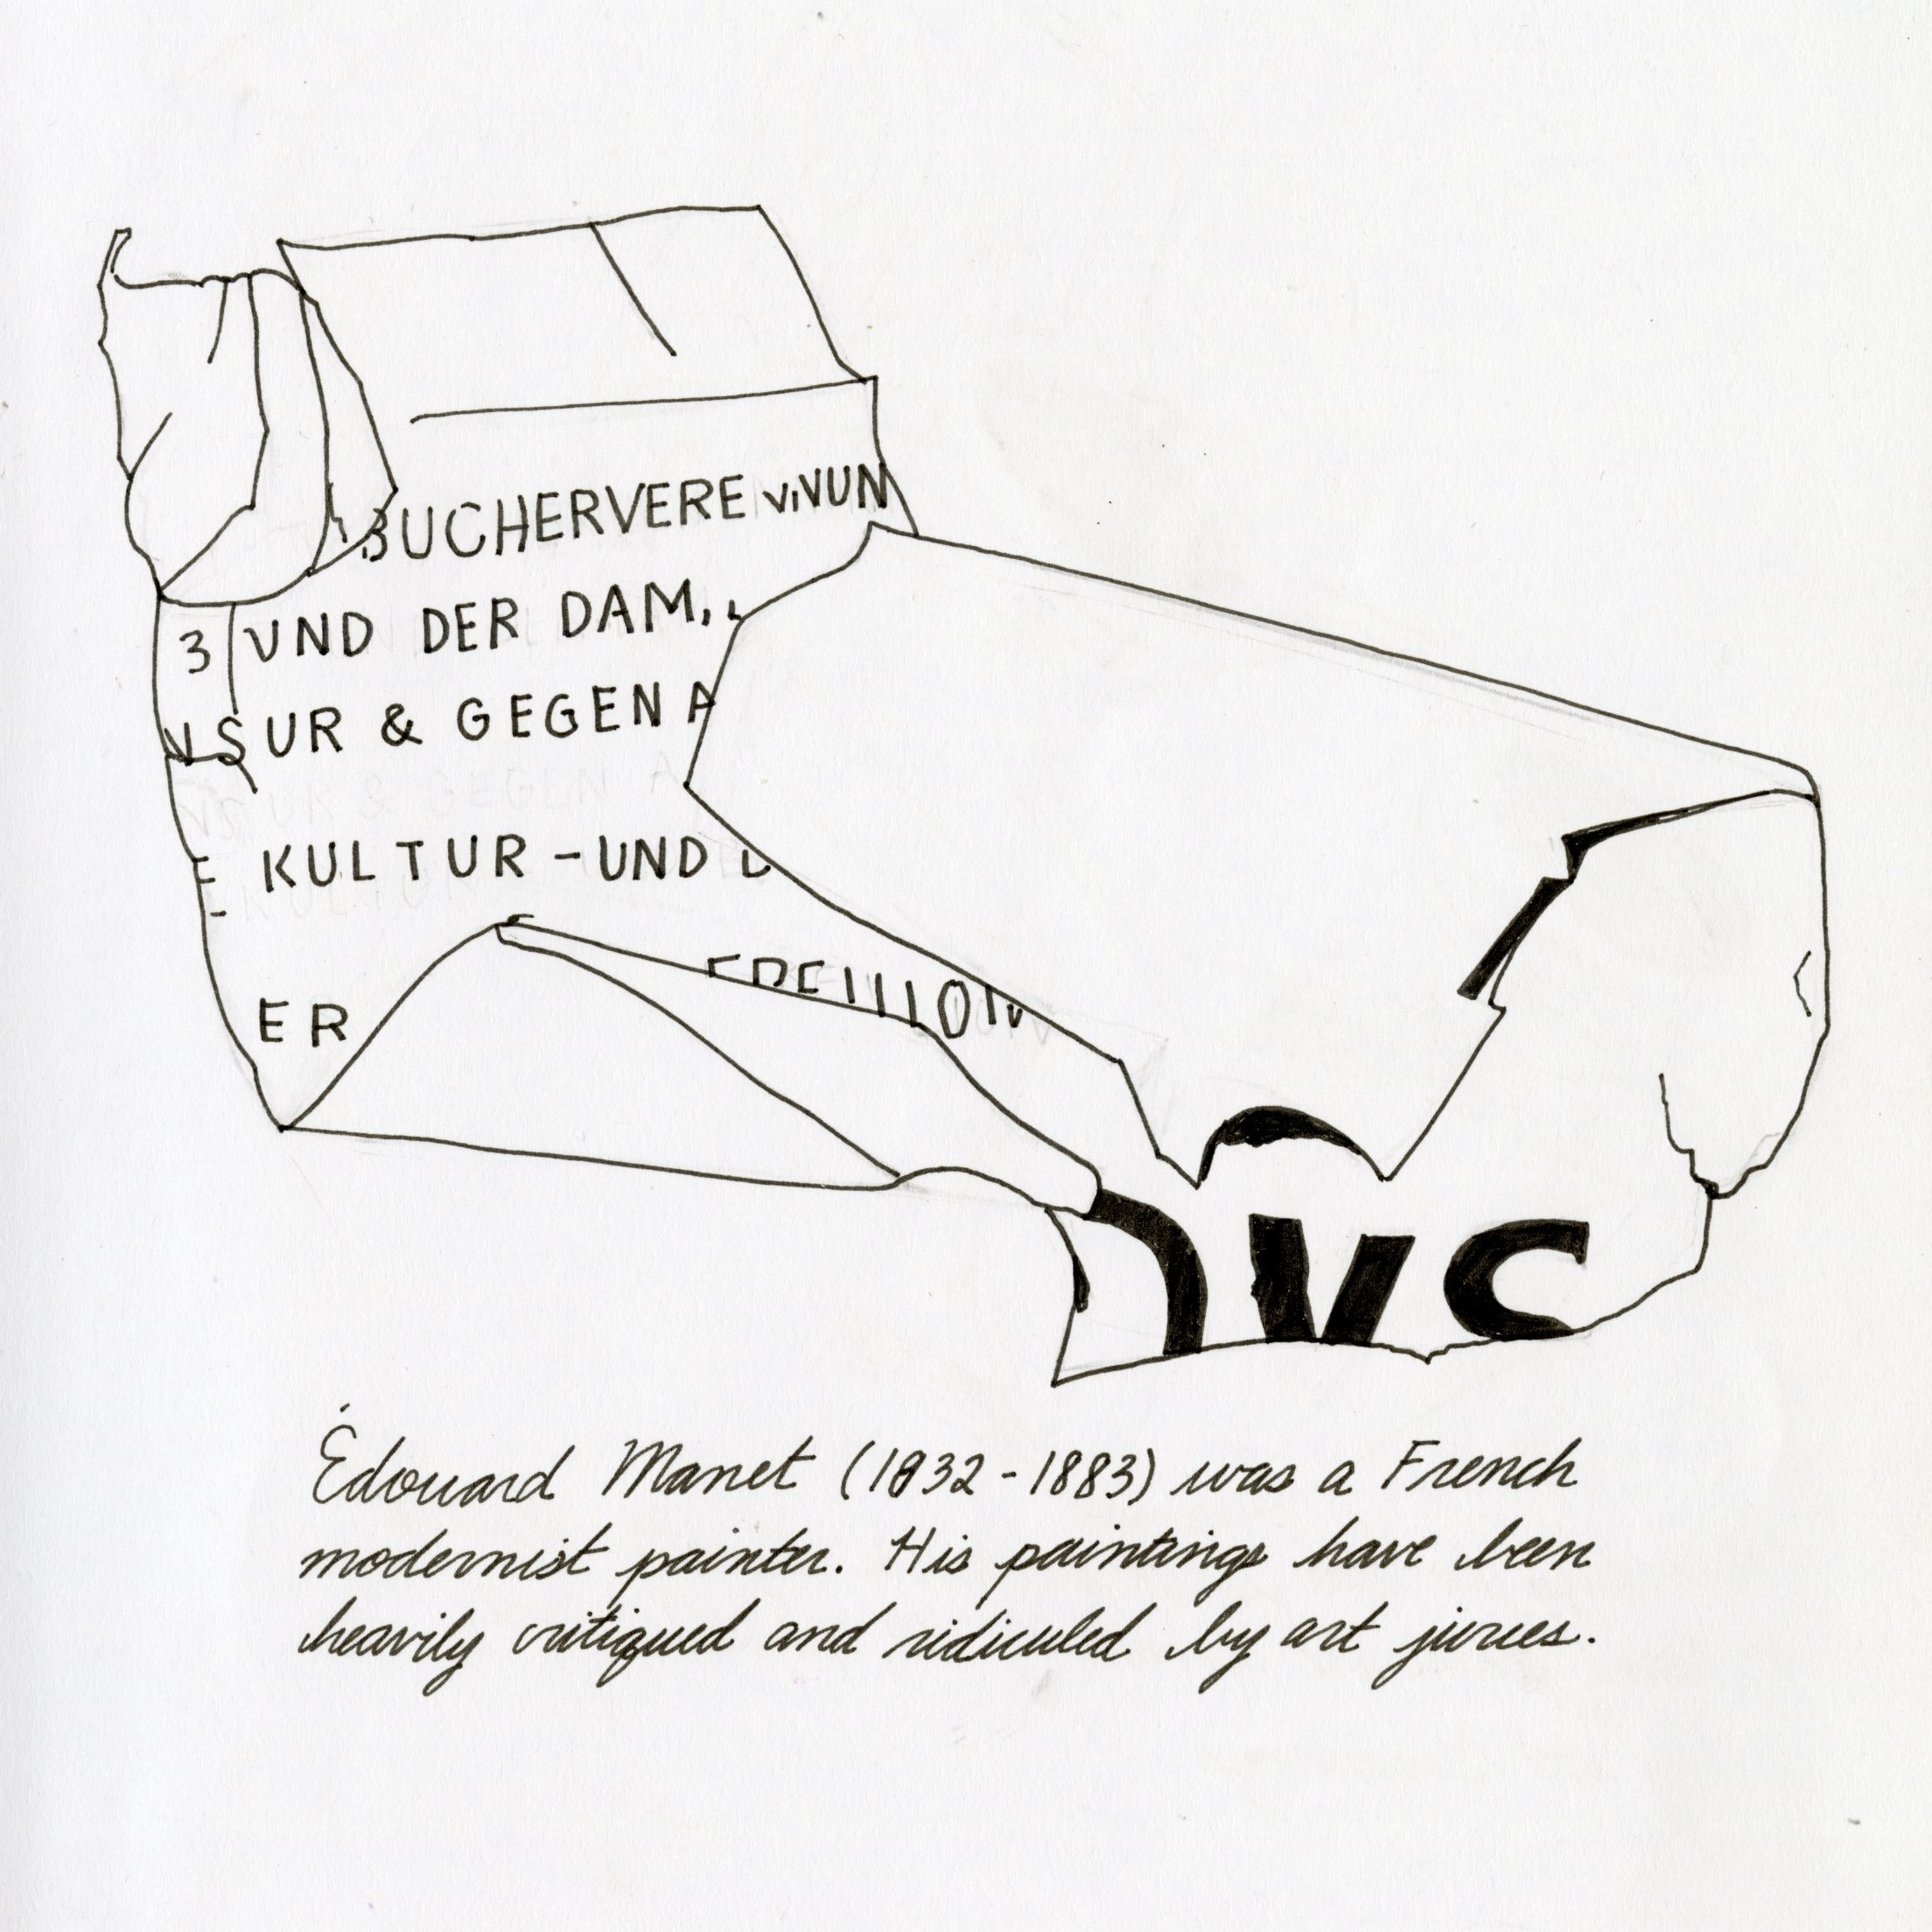 BUCHERVERE VIVUN
3 UND DER DAM,
NSUR & GEGEN A
E KULTUR-UND
ER
Édouard Manet (1832-1883) was a French
modernist painter. His paintings have been
heavily critiqued and ridiculed by art juries.